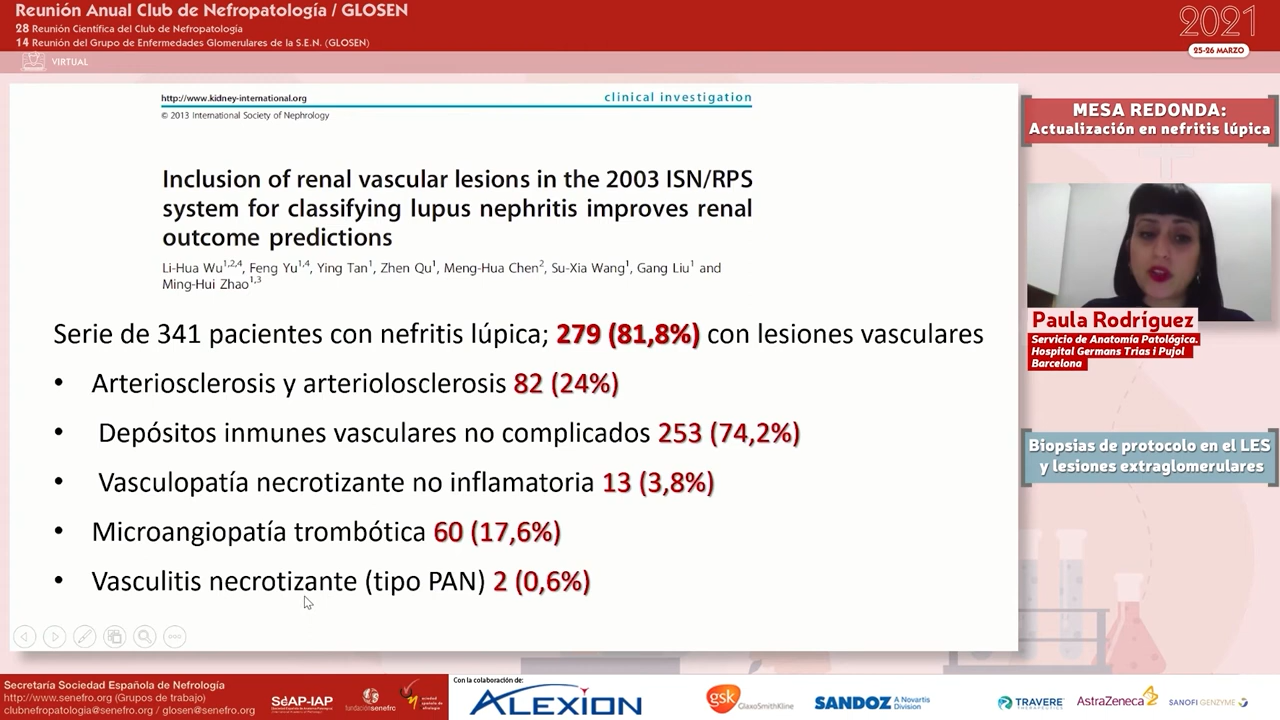 Reunión Anual Club de Nefropatología / GLOSEN
28 Reunión Científica del Club de Nefropatología
14 Reunión del Grupo de Enfermedades Glomerulares de la S.E.N. (GLOSEN)
2021
25-26 MARZO
VIRTUAL
http://www.kidney-international.org
clinical investigation
© 2013 International Society of Nephrology
Inclusion of renal vascular lesions in the 2003 ISN/RPS
system for classifying lupus nephritis improves renal
outcome predictions
Li-Hua Wu1,2,4, Feng Yu1,4, Ying Tan1, Zhen Qu1, Meng-Hua Chen2, Su-Xia Wang1, Gang Liu1 and
Ming-Hui Zhao1,3
Serie de 341 pacientes con nefritis lúpica; 279 (81,8%) con lesiones vasculares
• Arteriosclerosis y arteriolosclerosis 82 (24%)
• Depósitos inmunes vasculares no complicados 253 (74,2%)
• Vasculopatía necrotizante no inflamatoria 13 (3,8%)
• Microangiopatía trombótica 60 (17,6%)
• Vasculitis necrotizante (tipo PAN) 2 (0,6%)
MESA REDONDA:
Actualización en nefritis lúpica
Paula Rodríguez
Servicio de Anatomía Patológica.
Hospital Germans Trias i Pujol
Barcelona
Biopsias de protocolo en el LES
y lesiones extraglomerulares
Secretaría Sociedad Española de Nefrología
http://www.senefro.org (Grupos de trabajo)
clubnefropatologia@senefro.org / glosen@senefro.org
SEAP-IAP
fundaciónsenefro
Con la colaboración de:
ALEXION
gsk
GlaxoSmithKline
SANDOZ
A Novartis
Division
TRAVERE
THERAPEUTICS
AstraZeneca
SANOFI GENZYME